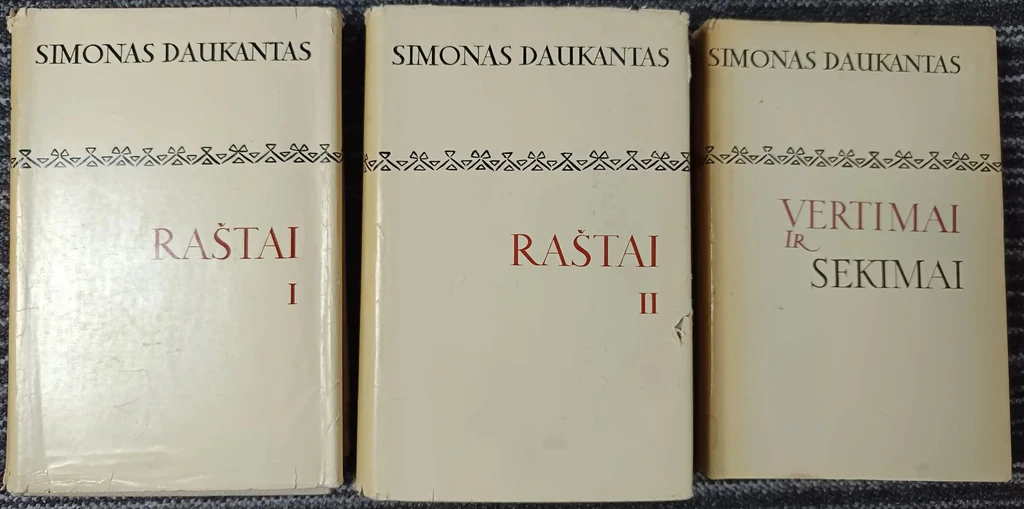 SIMONAS DAUKANTAS
RAŠTAI
I
SIMONAS DAUKANTAS
RAŠTAI
II
SIMONAS DAUKANTAS
VERTIMAI
IR
SEKIMAI